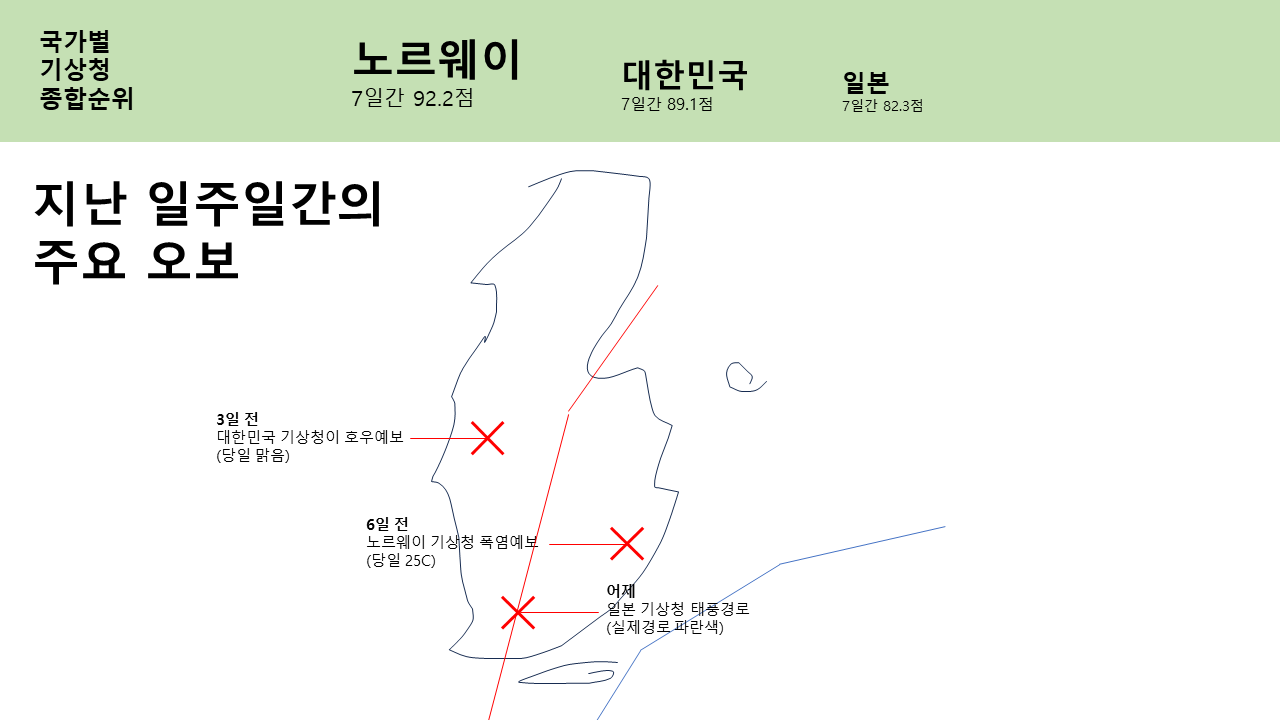 국가별
기상청
종합순위
노르웨이
7일간 92.2점
대한민국
7일간 89.1점
일본
7일간 82.3점
지난 일주일간의
주요 오보
3일 전
대한민국 기상청이 호우예보
(당일 맑음)
6일 전
노르웨이 기상청 폭염예보
(당일 25C)
어제
일본 기상청 태풍경로
(실제경로 파란색)